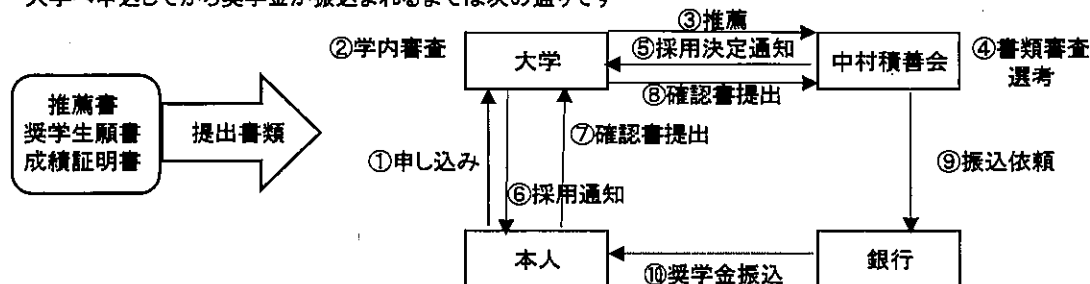 大学へ申込してから奨学金が振込まれるまでは次の通りです
③推薦
②学内審査
大学
⑤採用決定通知
中村積善会
④書類審査
選考
⑧確認書提出
推薦書
奨学生願書
成績証明書
提出書類
⑦確認書提出
①申し込み
⑨振込依頼
⑥採用通知
本人
銀行
⑩奨学金振込